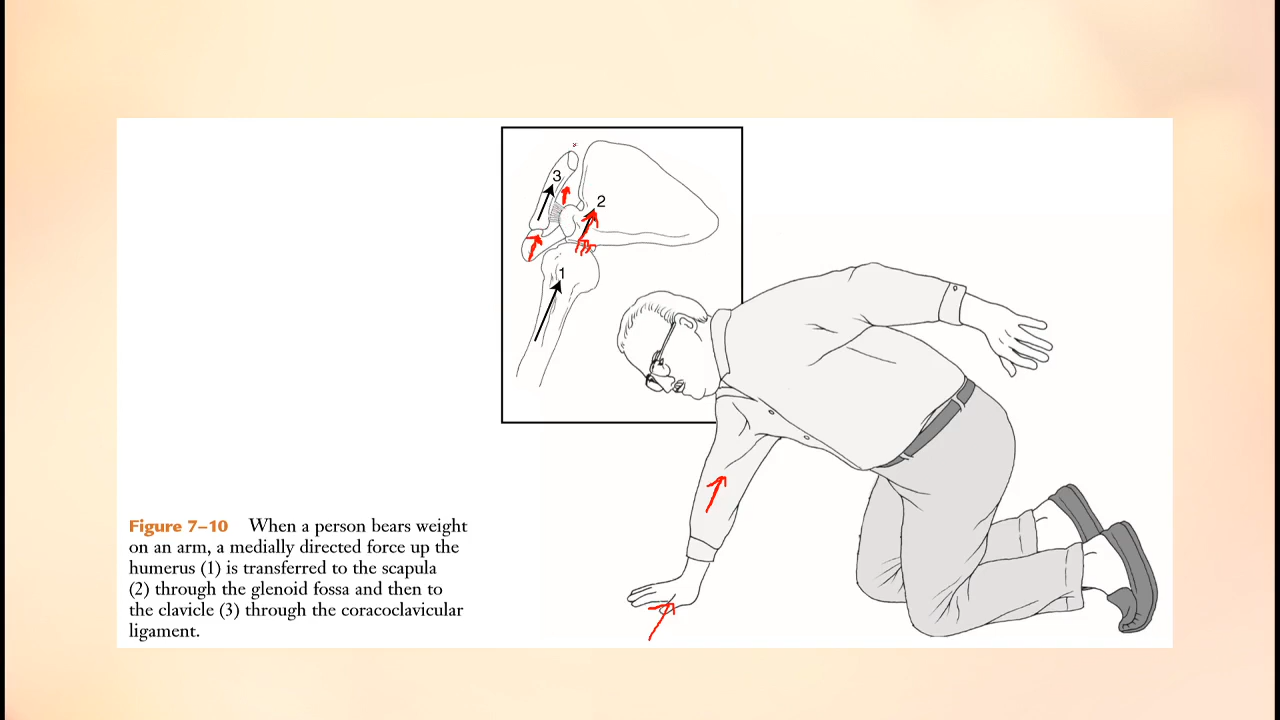 3
2
1
Figure 7–10 When a person bears weight
on an arm, a medially directed force up the
humerus (1) is transferred to the scapula
(2) through the glenoid fossa and then to
the clavicle (3) through the coracoclavicular
ligament.